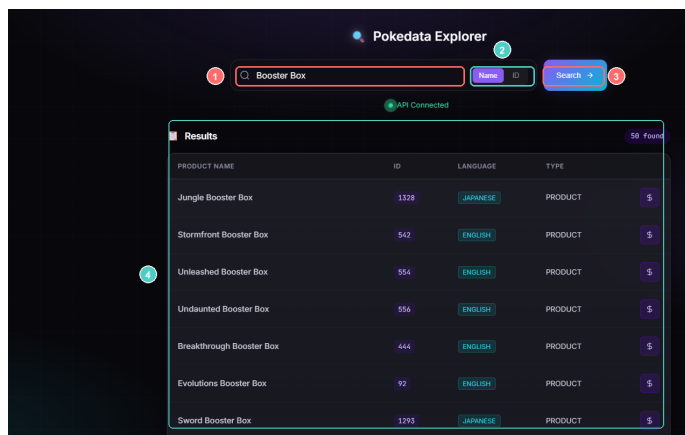 Pokedata Explorer
2
1
Booster Box
Name
ID
Search →
3
API Connected
Results
50 found
PRODUCT NAME
ID
LANGUAGE
TYPE
Jungle Booster Box
1328
JAPANESE
PRODUCT
$
Stormfront Booster Box
542
ENGLISH
PRODUCT
$
4
Unleashed Booster Box
554
ENGLISH
PRODUCT
$
Undaunted Booster Box
556
ENGLISH
PRODUCT
$
Breakthrough Booster Box
444
ENGLISH
PRODUCT
$
Evolutions Booster Box
92
ENGLISH
PRODUCT
$
Sword Booster Box
1293
JAPANESE
PRODUCT
$